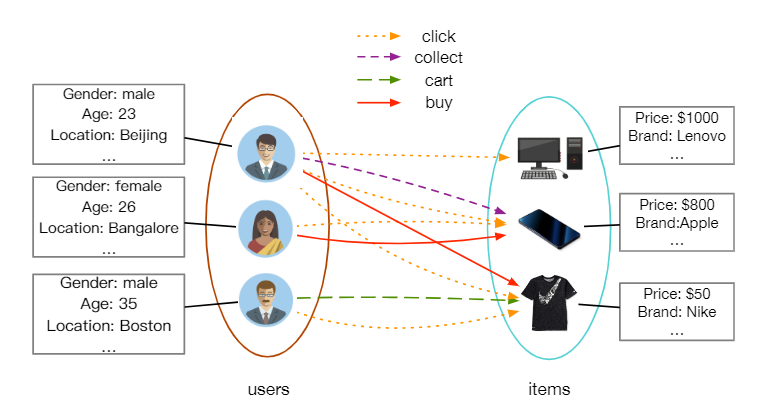 click
collect
cart
buy
Gender: male
Age: 23
Location: Beijing
...
Gender: female
Age: 26
Location: Bangalore
...
Gender: male
Age: 35
Location: Boston
...
Price: $1000
Brand: Lenovo
...
Price: $800
Brand:Apple
...
Price: $50
Brand: Nike
...
users
items